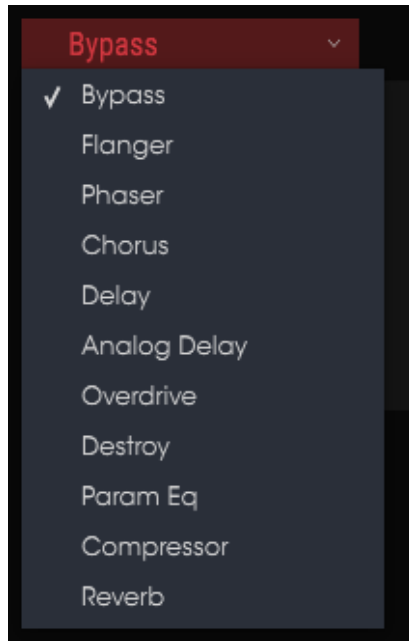 Bypass
✓ Bypass
Flanger
Phaser
Chorus
Delay
Analog Delay
Overdrive
Destroy
Param Eq
Compressor
Reverb